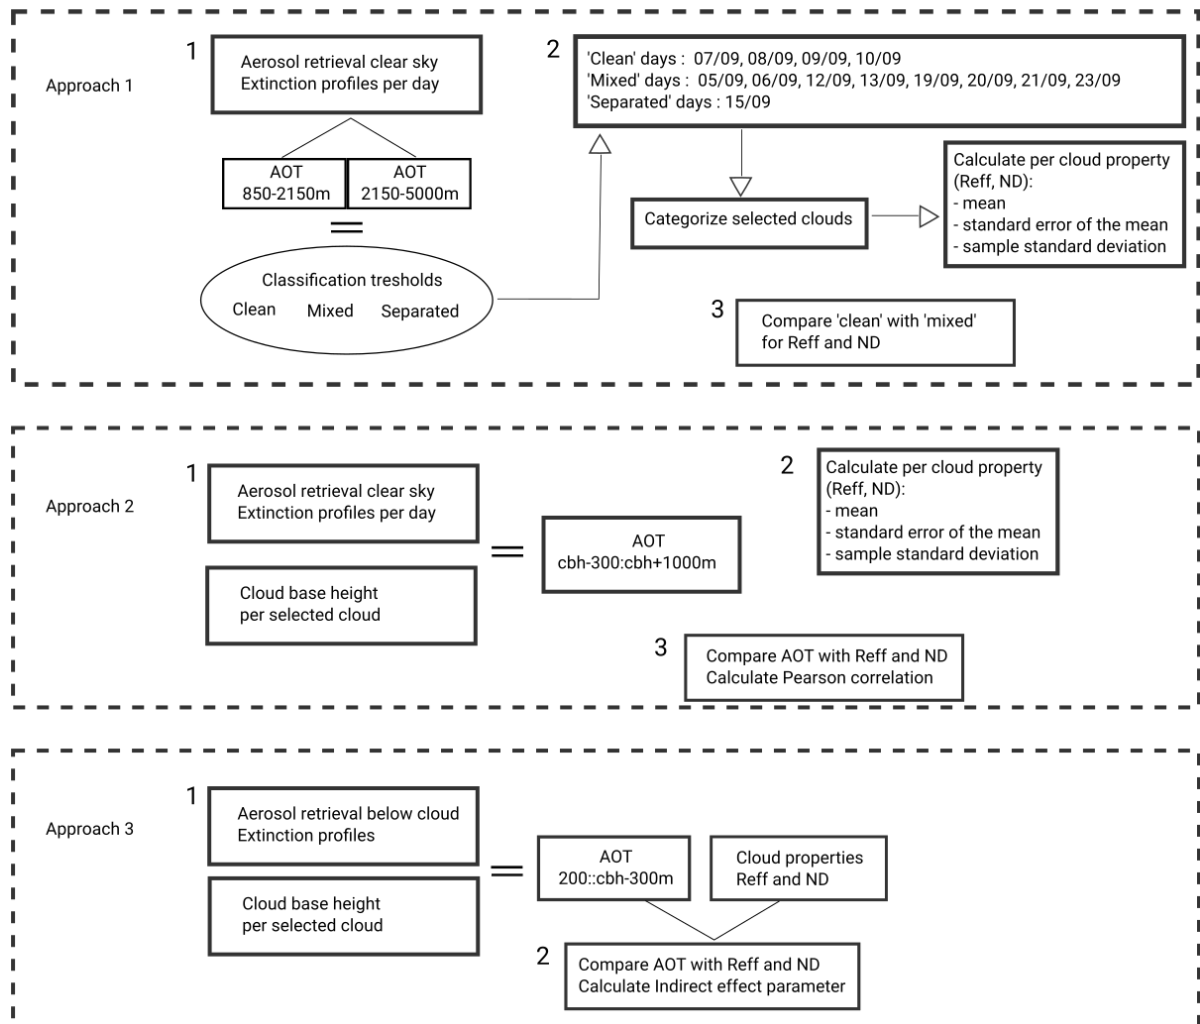 Approach 1
1
Aerosol retrieval clear sky
Extinction profiles per day
AOT
850-2150m
AOT
2150-5000m
Classification tresholds
Clean Mixed Separated
2
'Clean' days : 07/09, 08/09, 09/09, 10/09
'Mixed' days : 05/09, 06/09, 12/09, 13/09, 19/09, 20/09, 21/09, 23/09
'Separated' days : 15/09
Categorize selected clouds
Calculate per cloud property
(Reff, ND):
- mean
- standard error of the mean
- sample standard deviation
3
Compare 'clean' with 'mixed'
for Reff and ND
Approach 2
1
Aerosol retrieval clear sky
Extinction profiles per day
Cloud base height
per selected cloud
AOT
cbh-300:cbh+1000m
2
Calculate per cloud property
(Reff, ND):
- mean
- standard error of the mean
- sample standard deviation
3
Compare AOT with Reff and ND
Calculate Pearson correlation
Approach 3
1
Aerosol retrieval below cloud
Extinction profiles
Cloud base height
per selected cloud
AOT
200::cbh-300m
Cloud properties
Reff and ND
2
Compare AOT with Reff and ND
Calculate Indirect effect parameter